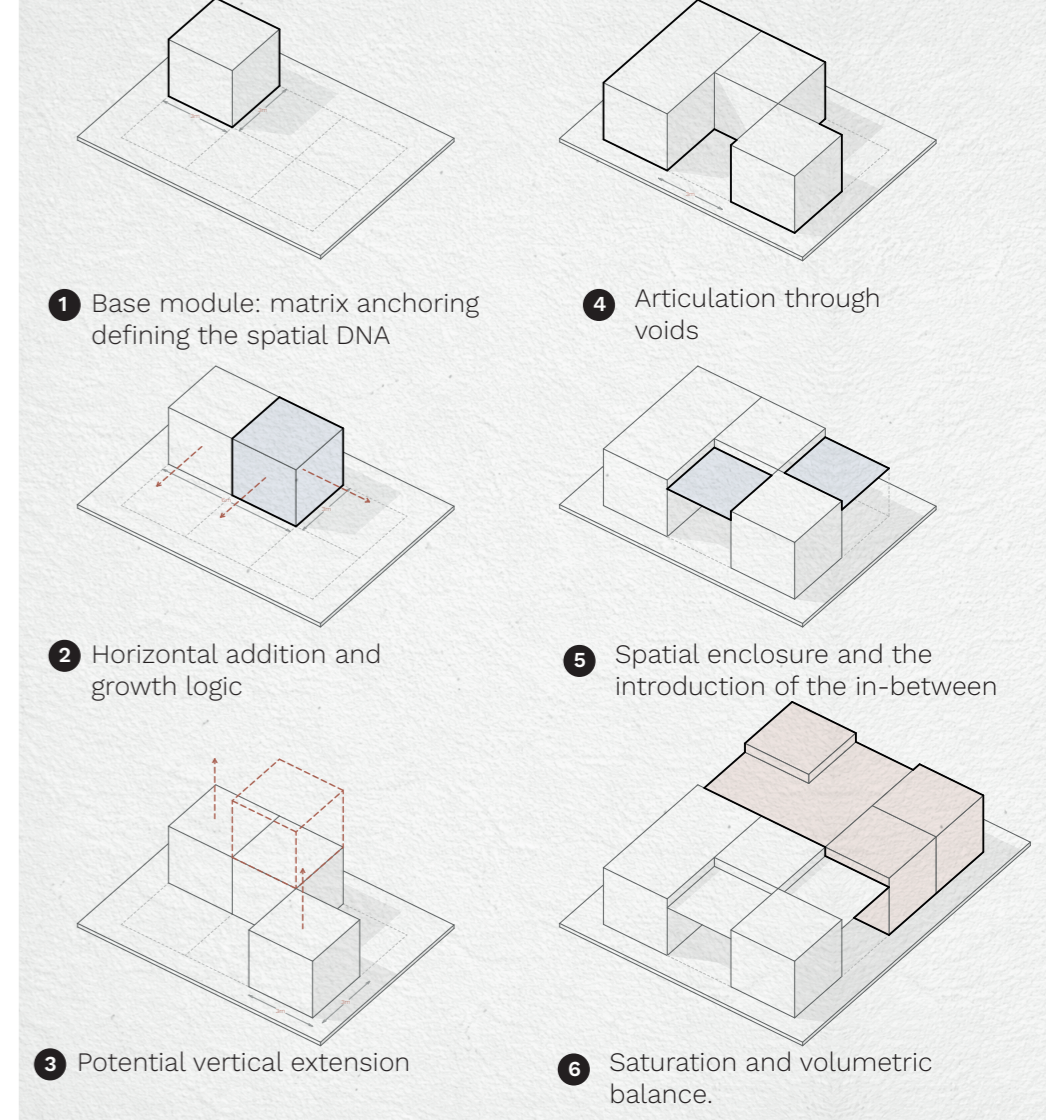 1 Base module: matrix anchoring
defining the spatial DNA
2 Horizontal addition and
growth logic
3 Potential vertical extension
4 Articulation through
voids
5 Spatial enclosure and the
introduction of the in-between
6 Saturation and volumetric
balance.